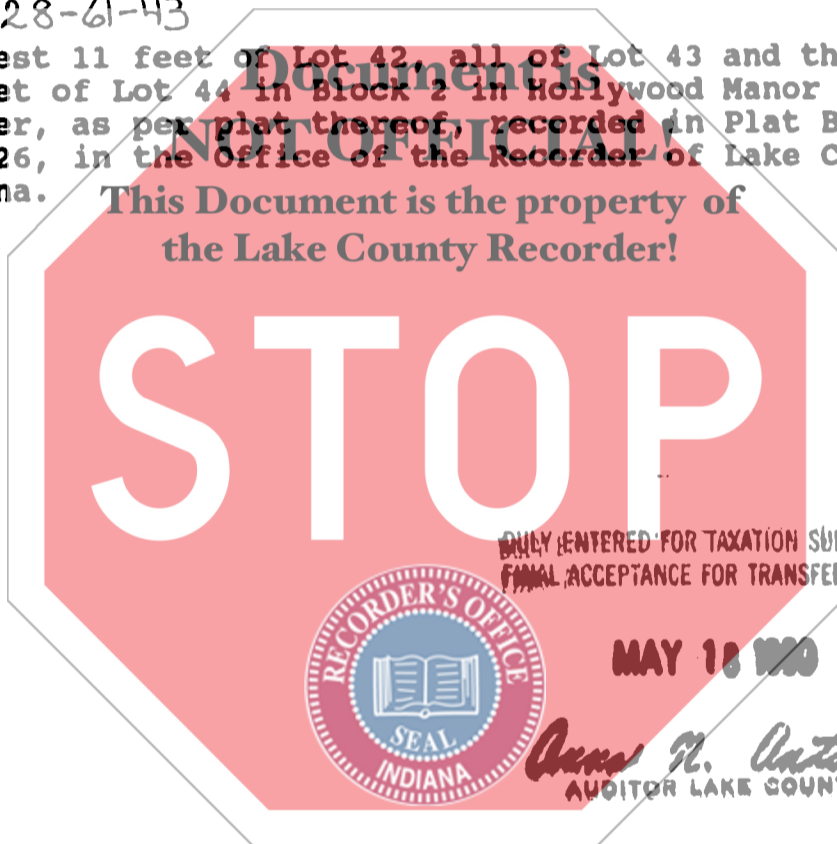 28-61-43
est 11 feet of Lot 42, all of Lot 43 and th
et of Lot 44 in Block 2 in Hollywood Manor
er, as per plat thereof, recorded in Plat B
26, in the Office of the Recorder of Lake C
na.
Document is
NOT OFFICIAL!
This Document is the property of
the Lake County Recorder!
STOP
DULY ENTERED FOR TAXATION SU
FINAL ACCEPTANCE FOR TRANSFE
MAY 18
RECORDER'S OFFICE
SEAL
INDIANA
Anna N. Anto
AUDITOR LAKE COUN